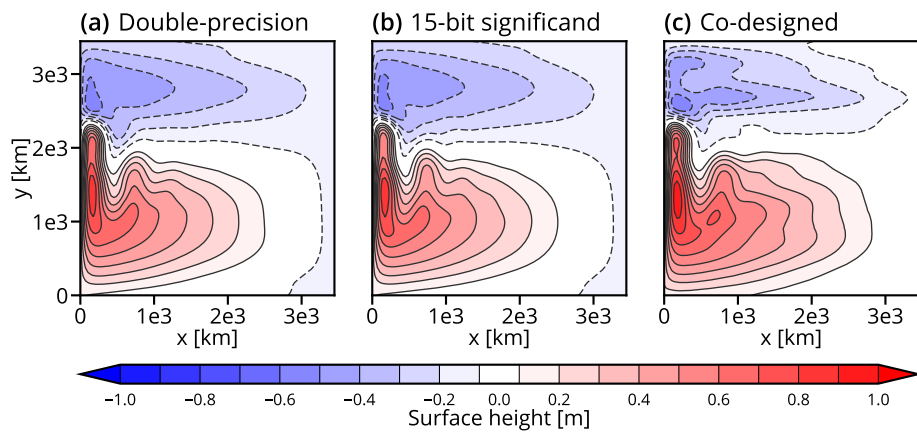 (a) Double-precision (b) 15-bit significand (c) Co-designed
3e3
2e3
1e3
0
y [km]
0 1e3 2e3 3e3 0 1e3 2e3 3e3 0 1e3 2e3 3e3
x [km] x [km] x [km]
−1.0 −0.8 −0.6 −0.4 −0.2 0.0 0.2 0.4 0.6 0.8 1.0
Surface height [m]